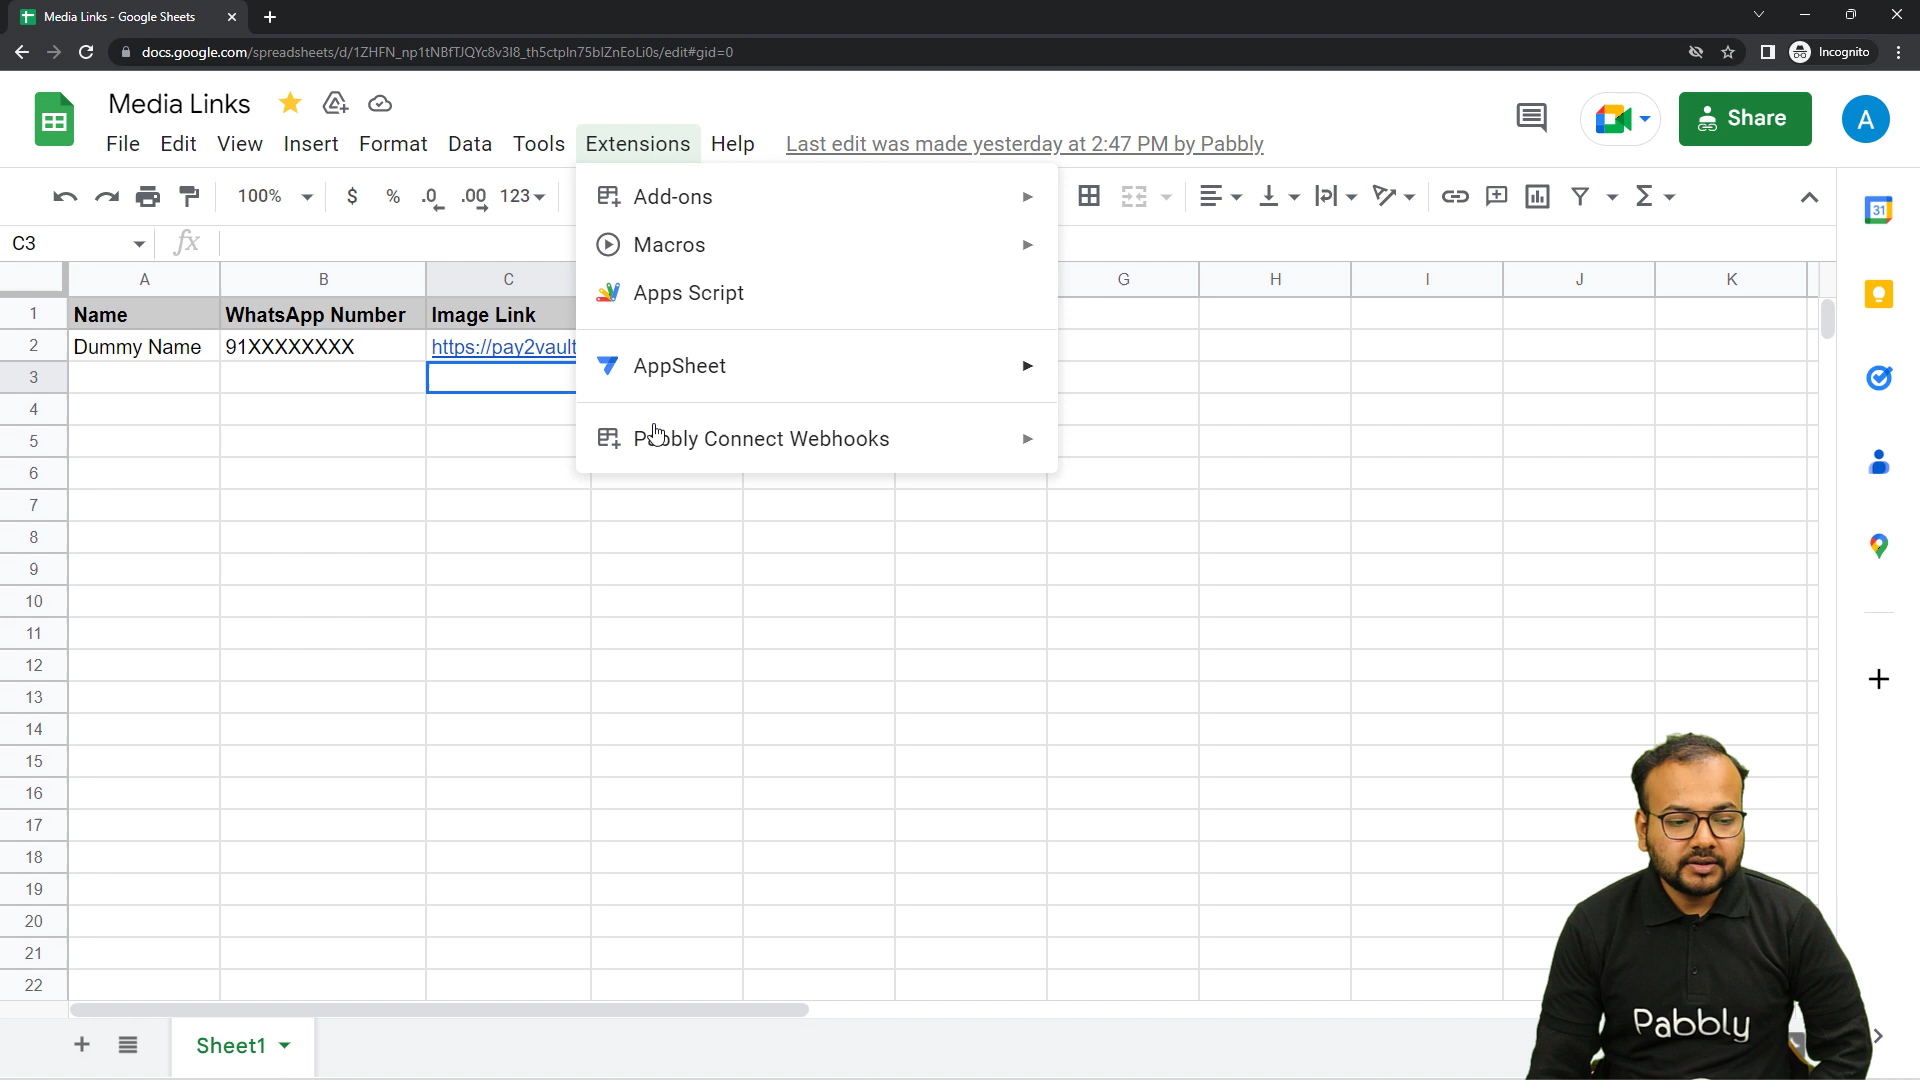 Media Links - Google Sheets
docs.google.com/spreadsheets/d/1ZHFN_np1tNBfTJQYc8v3I8_th5ctpIn75blZnEoLi0s/edit#gid=0
Incognito
Media Links
Share
A
File Edit View Insert Format Data Tools Extensions Help Last edit was made yesterday at 2:47 PM by Pabbly
100% $ % .0 .00 123
C3 fx
A B C G H I J K
1 Name WhatsApp Number Image Link
2 Dummy Name 91XXXXXXXX https://pay2vault
3
4
5
6
7
8
9
10
11
12
13
14
15
16
17
18
19
20
21
22
Add-ons
Macros
Apps Script
AppSheet
Pabbly Connect Webhooks
31
Sheet1
Pabbly